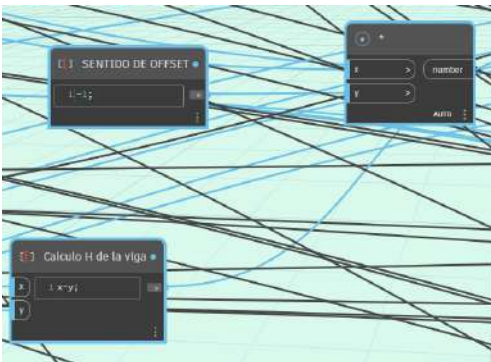 SENTIDO DE OFFSET
1 -1;
*
x >
number
y >
AUTO
Calculo H de la viga
x
1 x-y;
y